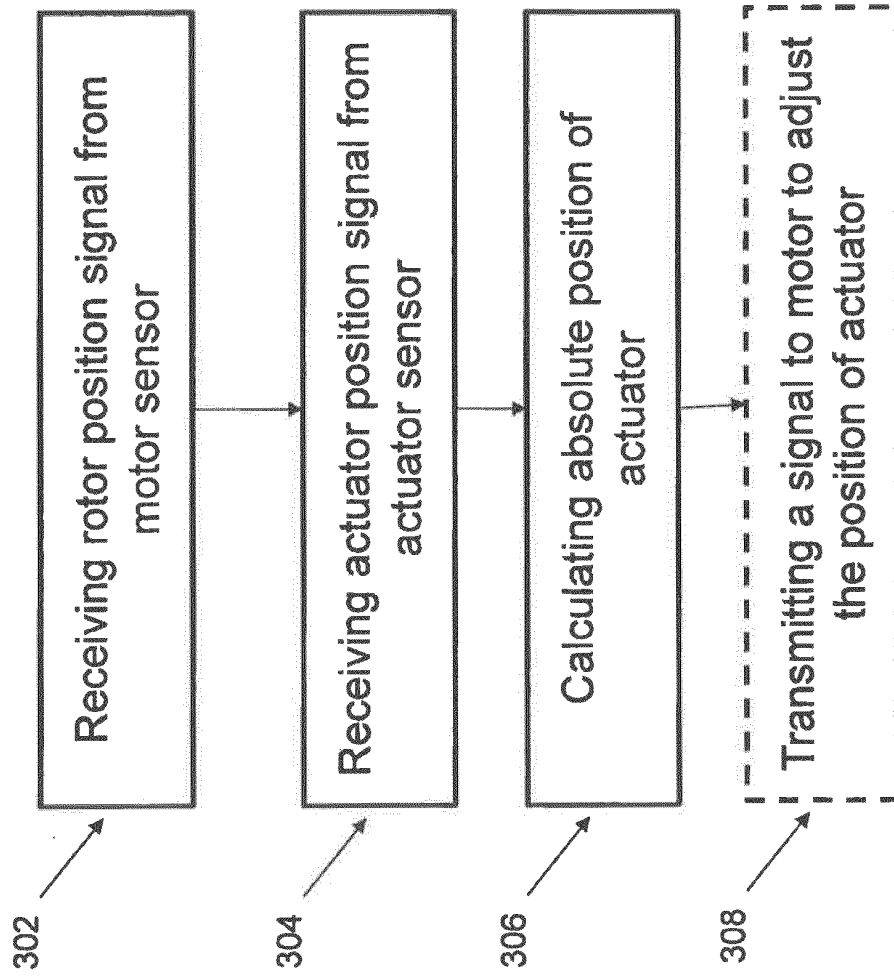 302
Receiving rotor position signal from
motor sensor
304
Receiving actuator position signal from
actuator sensor
306
Calculating absolute position of
actuator
308
Transmitting a signal to motor to adjust
the position of actuator